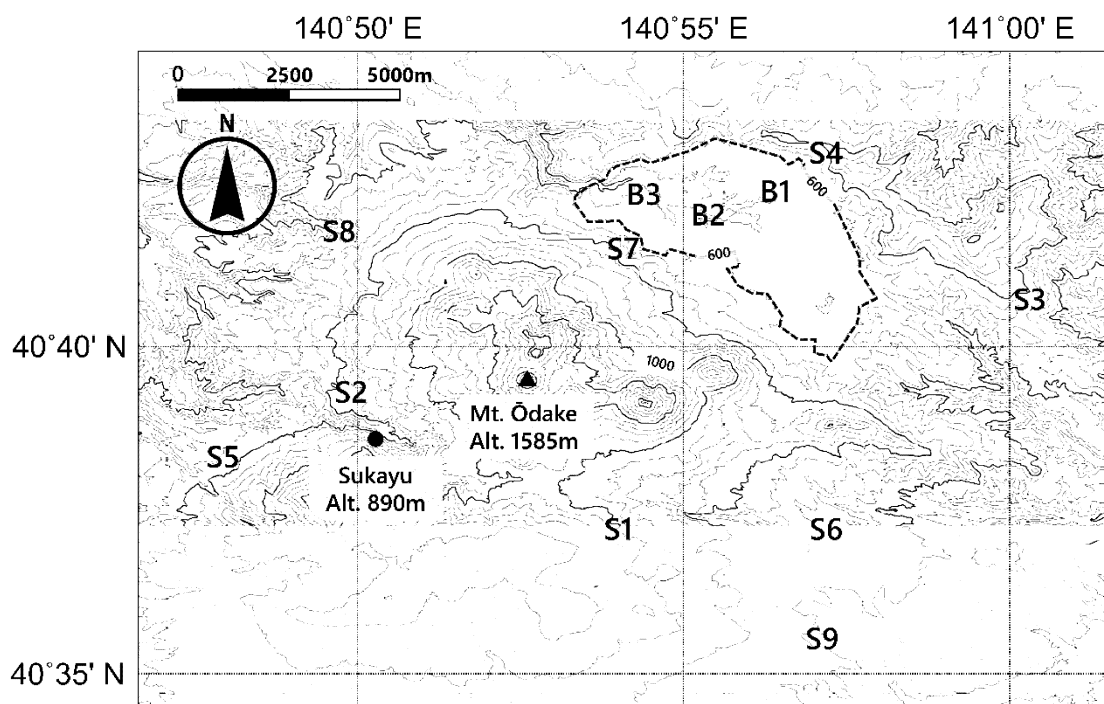 140°50' E 140°55' E 141°00' E
0 2500 5000m
N
S4
600
B3 B1
B2
S8
S7
600
S3
40°40' N
1000
S2
Mt. Ōdake
Alt. 1585m
S5
Sukayu
Alt. 890m
S1 S6
S9
40°35' N